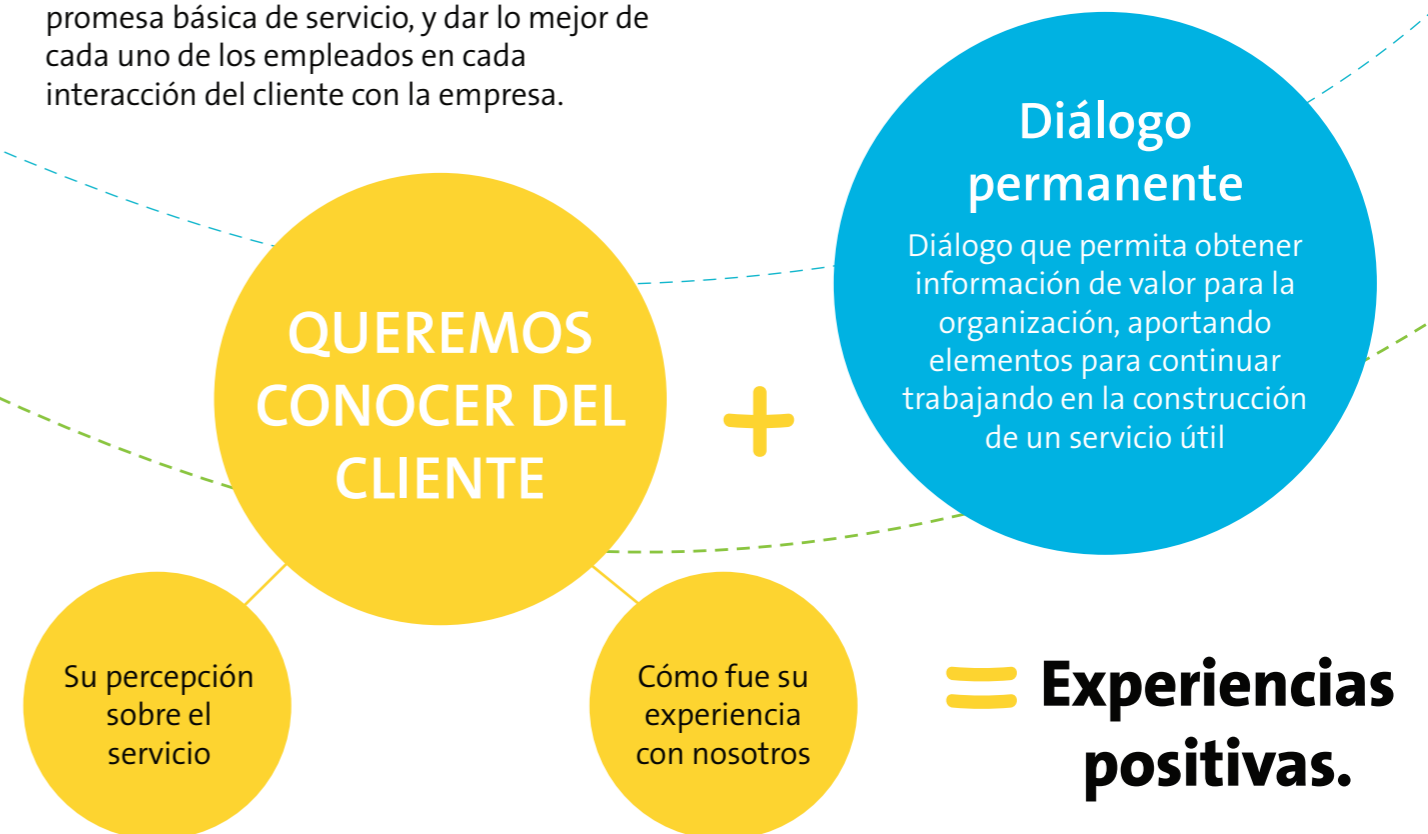 promesa básica de servicio, y dar lo mejor de
cada uno de los empleados en cada
interacción del cliente con la empresa.
QUEREMOS
CONOCER DEL
CLIENTE
+
Diálogo
permanente
Diálogo que permita obtener
información de valor para la
organización, aportando
elementos para continuar
trabajando en la construcción
de un servicio útil
Su percepción
sobre el
servicio
Cómo fue su
experiencia
con nosotros
= Experiencias
positivas.